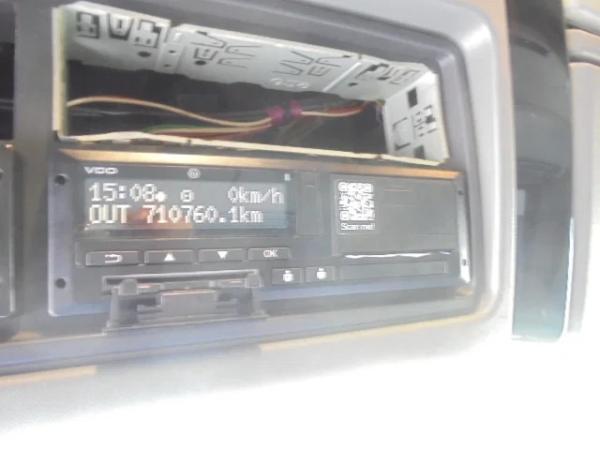 VDO
15:08● 0km/h
OUT 710760.1km
OK
Scan me!